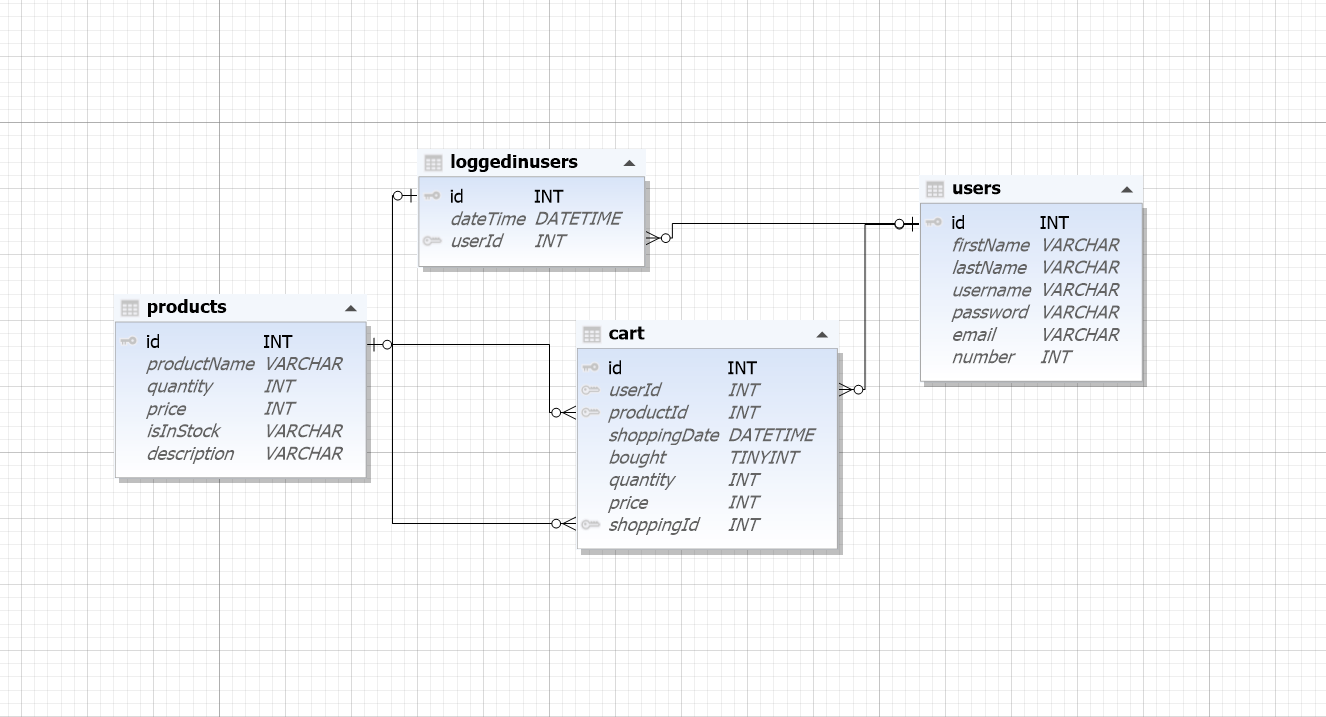 loggedinusers
id INT
dateTime DATETIME
userId INT
users
id INT
firstName VARCHAR
lastName VARCHAR
username VARCHAR
password VARCHAR
email VARCHAR
number INT
products
id INT
productName VARCHAR
quantity INT
price INT
isInStock VARCHAR
description VARCHAR
cart
id INT
userId INT
productId INT
shoppingDate DATETIME
bought TINYINT
quantity INT
price INT
shoppingId INT